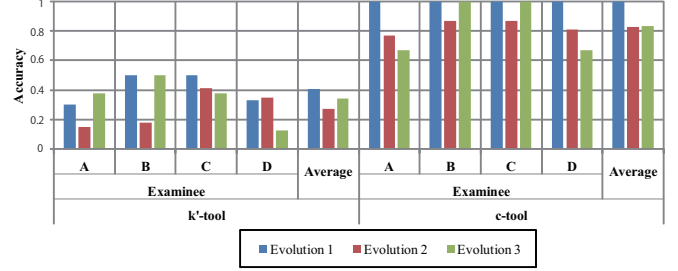 Accuracy
1
0.8
0.6
0.4
0.2
0
A B C D Average A B C D Average
Examinee Examinee
k'-tool c-tool
Evolution 1 Evolution 2 Evolution 3